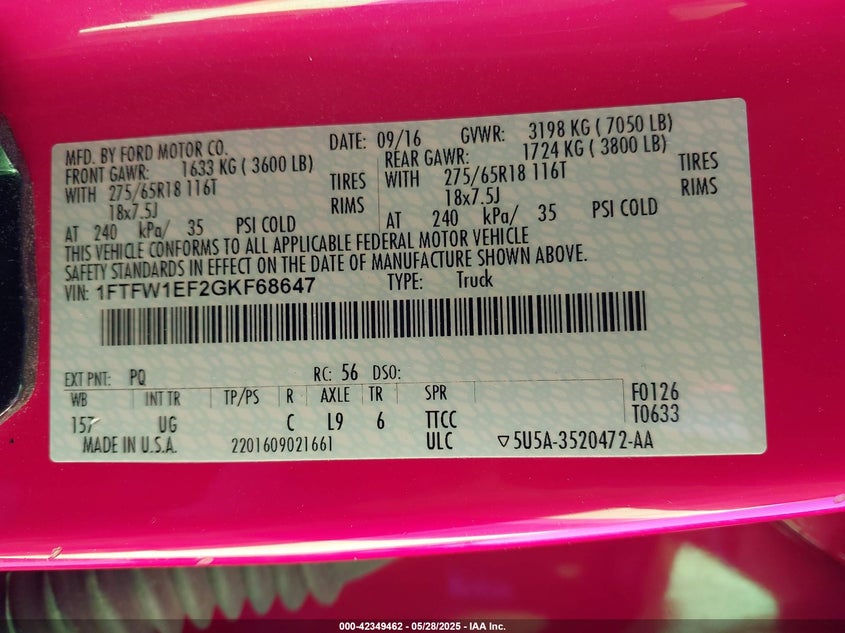 MFD. BY FORD MOTOR CO. DATE: 09/16 GVWR: 3198 KG ( 7050 LB)
FRONT GAWR: 1633 KG ( 3600 LB) REAR GAWR: 1724 KG ( 3800 LB)
WITH 275/65R18 116T TIRES WITH 275/65R18 116T TIRES
18x7.5J RIMS 18x7.5J RIMS
AT 240 kPa/ 35 PSI COLD AT 240 kPa/ 35 PSI COLD
THIS VEHICLE CONFORMS TO ALL APPLICABLE FEDERAL MOTOR VEHICLE
SAFETY STANDARDS IN EFFECT ON THE DATE OF MANUFACTURE SHOWN ABOVE.
VIN: 1FTFW1EF2GKF68647 TYPE: Truck
EXT PNT: PQ RC: 56 DSO:
WB INT TR TP/PS R AXLE TR SPR F0126
157 UG C L9 6 TTCC T0633
MADE IN U.S.A. 2201609021661 ULC ▽5U5A-3520472-AA
000-42349462 - 05/28/2025 - IAA Inc.